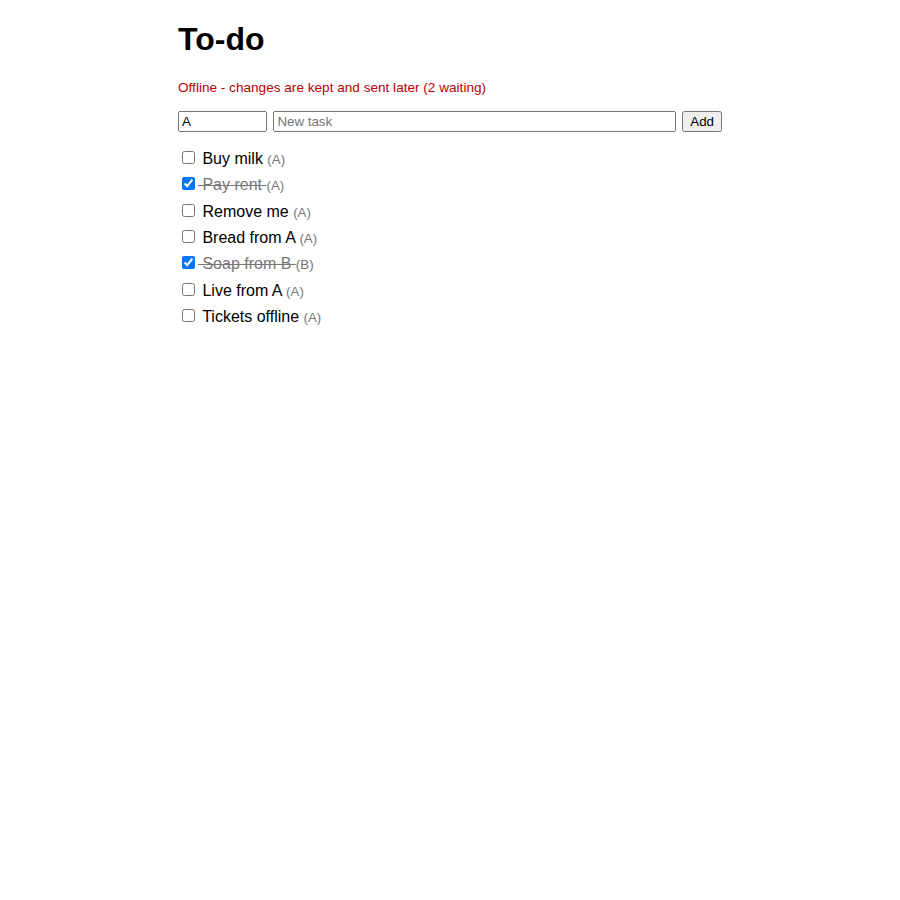 To-do
Offline - changes are kept and sent later (2 waiting)
A New task Add
Buy milk (A)
Pay rent (A)
Remove me (A)
Bread from A (A)
Soap from B (B)
Live from A (A)
Tickets offline (A)